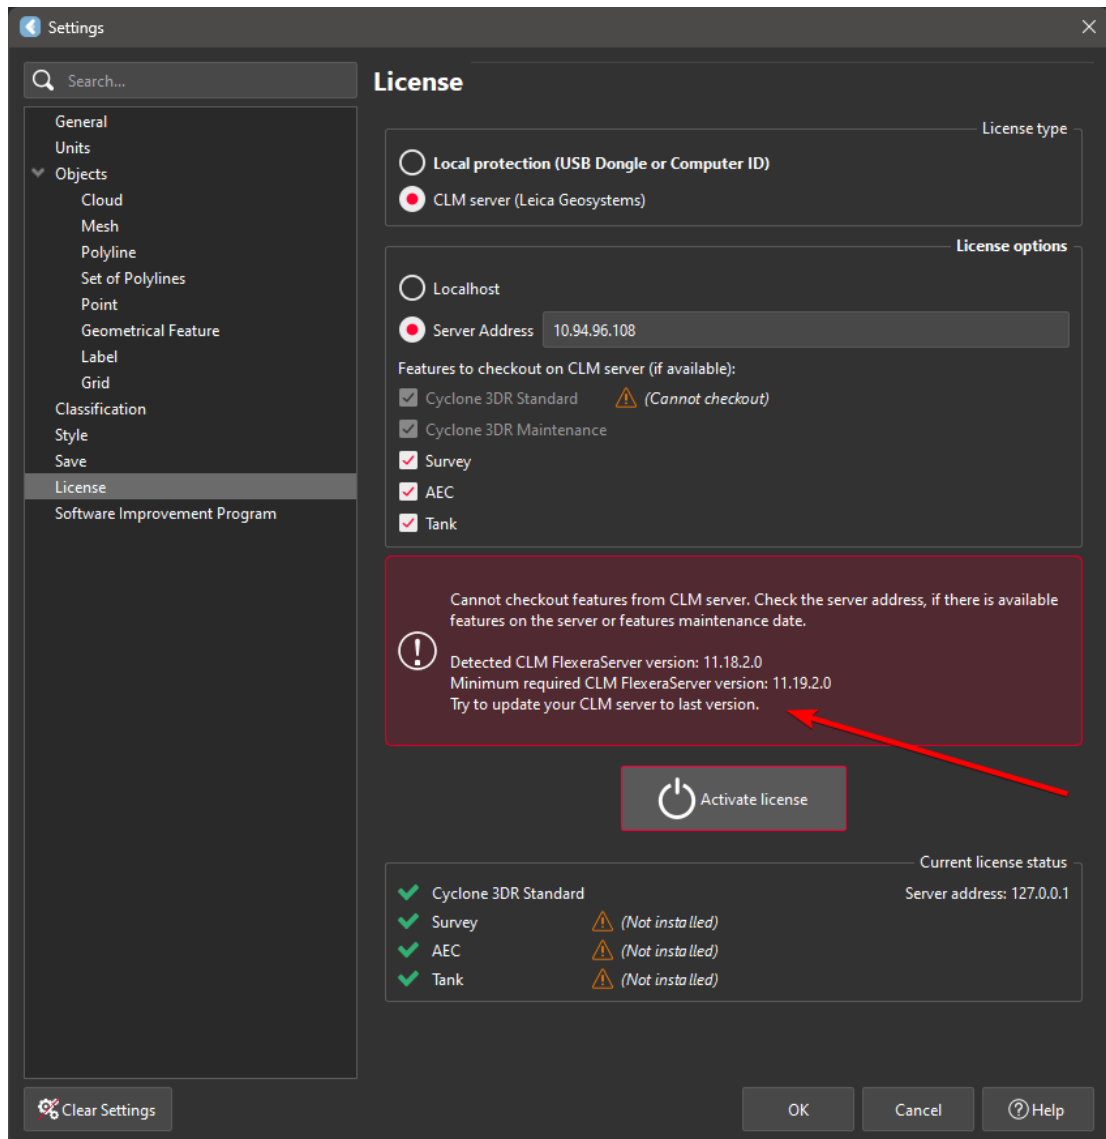 Settings
Search...
General
Units
Objects
Cloud
Mesh
Polyline
Set of Polylines
Point
Geometrical Feature
Label
Grid
Classification
Style
Save
License
Software Improvement Program
License
License type
Local protection (USB Dongle or Computer ID)
CLM server (Leica Geosystems)
License options
Localhost
Server Address 10.94.96.108
Features to checkout on CLM server (if available):
Cyclone 3DR Standard (Cannot checkout)
Cyclone 3DR Maintenance
Survey
AEC
Tank
Cannot checkout features from CLM server. Check the server address, if there is available
features on the server or features maintenance date.
Detected CLM FlexeraServer version: 11.18.2.0
Minimum required CLM FlexeraServer version: 11.19.2.0
Try to update your CLM server to last version.
Activate license
Current license status
Cyclone 3DR Standard Server address: 127.0.0.1
Survey (Not installed)
AEC (Not installed)
Tank (Not installed)
Clear Settings OK Cancel Help